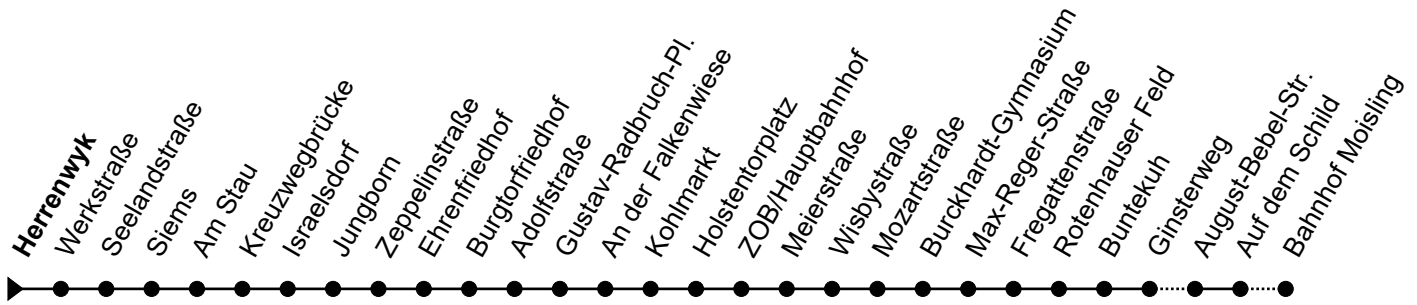 Herrenwyk
Werkstraße
Seelandstraße
Siems
Am Stau
Kreuzwegbrücke
Israelsdorf
Jungborn
Zeppelinstraße
Ehrenfriedhof
Burgtorfriedhof
Adolfstraße
Gustav-Radbruch-Pl.
An der Falkenwiese
Kohlmarkt
Holstentorplatz
ZOB/Hauptbahnhof
Meierstraße
Wisbystraße
Mozartstraße
Burckhardt-Gymnasium
Max-Reger-Straße
Fregattenstraße
Rotenhauser Feld
Buntekuh
Ginsterweg
August-Bebel-Str.
Auf dem Schild
Bahnhof Moisling